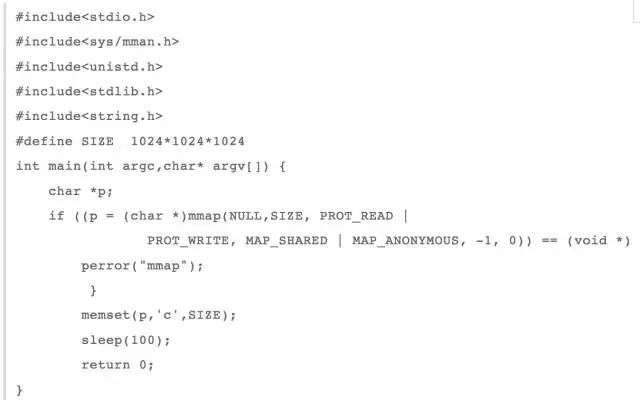 #include<stdio.h>
#include<sys/mman.h>
#include<unistd.h>
#include<stdlib.h>
#include<string.h>
#define SIZE  1024*1024*1024
int main(int argc,char* argv[]) {
    char *p;
    if ((p = (char *)mmap(NULL,SIZE, PROT_READ |
                PROT_WRITE, MAP_SHARED | MAP_ANONYMOUS, -1, 0)) == (void *)
        perror("mmap");
         }
        memset(p,'c',SIZE);
        sleep(100);
        return 0;
}